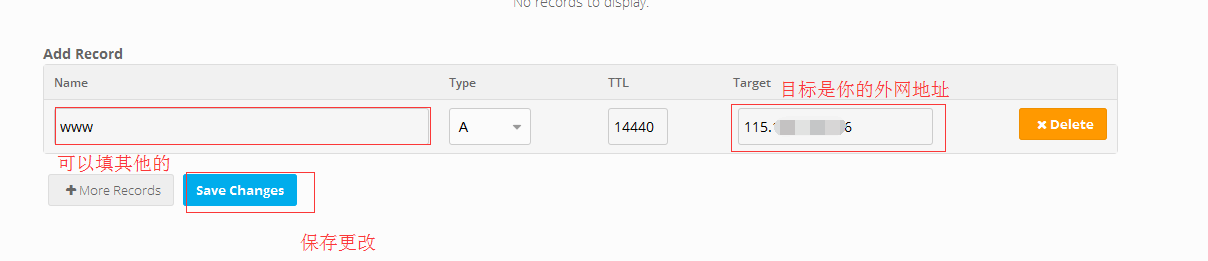 No records to display.
Add Record
Name Type TTL Target 目标是你的外网地址
www A 14440 115. 6 Delete
可以填其他的
More Records Save Changes
保存更改